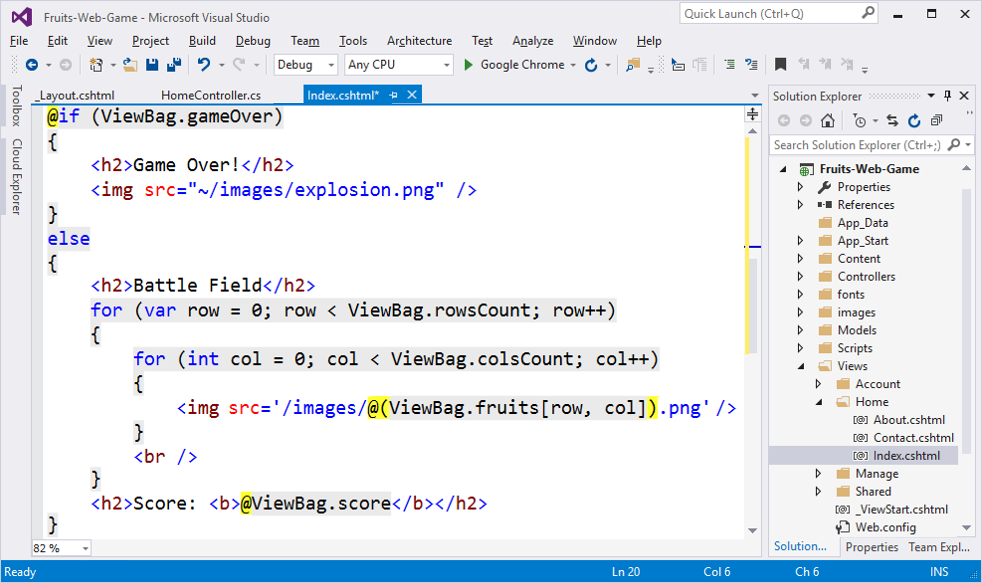 Fruits-Web-Game - Microsoft Visual Studio
Quick Launch (Ctrl+Q)
File Edit View Project Build Debug Team Tools Architecture Test Analyze Window Help
Debug Any CPU Google Chrome
Toolbox
Cloud Explorer
_Layout.cshtml HomeController.cs Index.cshtml*
@if (ViewBag.gameOver)
{
<h2>Game Over!</h2>
<img src="~/images/explosion.png" />
}
else
{
<h2>Battle Field</h2>
for (var row = 0; row < ViewBag.rowsCount; row++)
{
for (int col = 0; col < ViewBag.colsCount; col++)
{
<img src='/images/@(ViewBag.fruits[row, col]).png' />
}
<br />
}
<h2>Score: <b>@ViewBag.score</b></h2>
}
82 %
Solution Explorer
Search Solution Explorer (Ctrl+;)
Fruits-Web-Game
Properties
References
App_Data
App_Start
Content
Controllers
fonts
images
Models
Scripts
Views
Account
Home
About.cshtml
Contact.cshtml
Index.cshtml
Manage
Shared
_ViewStart.cshtml
Web.config
Solution... Properties Team Expl...
Ready Ln 20 Col 6 Ch 6 INS